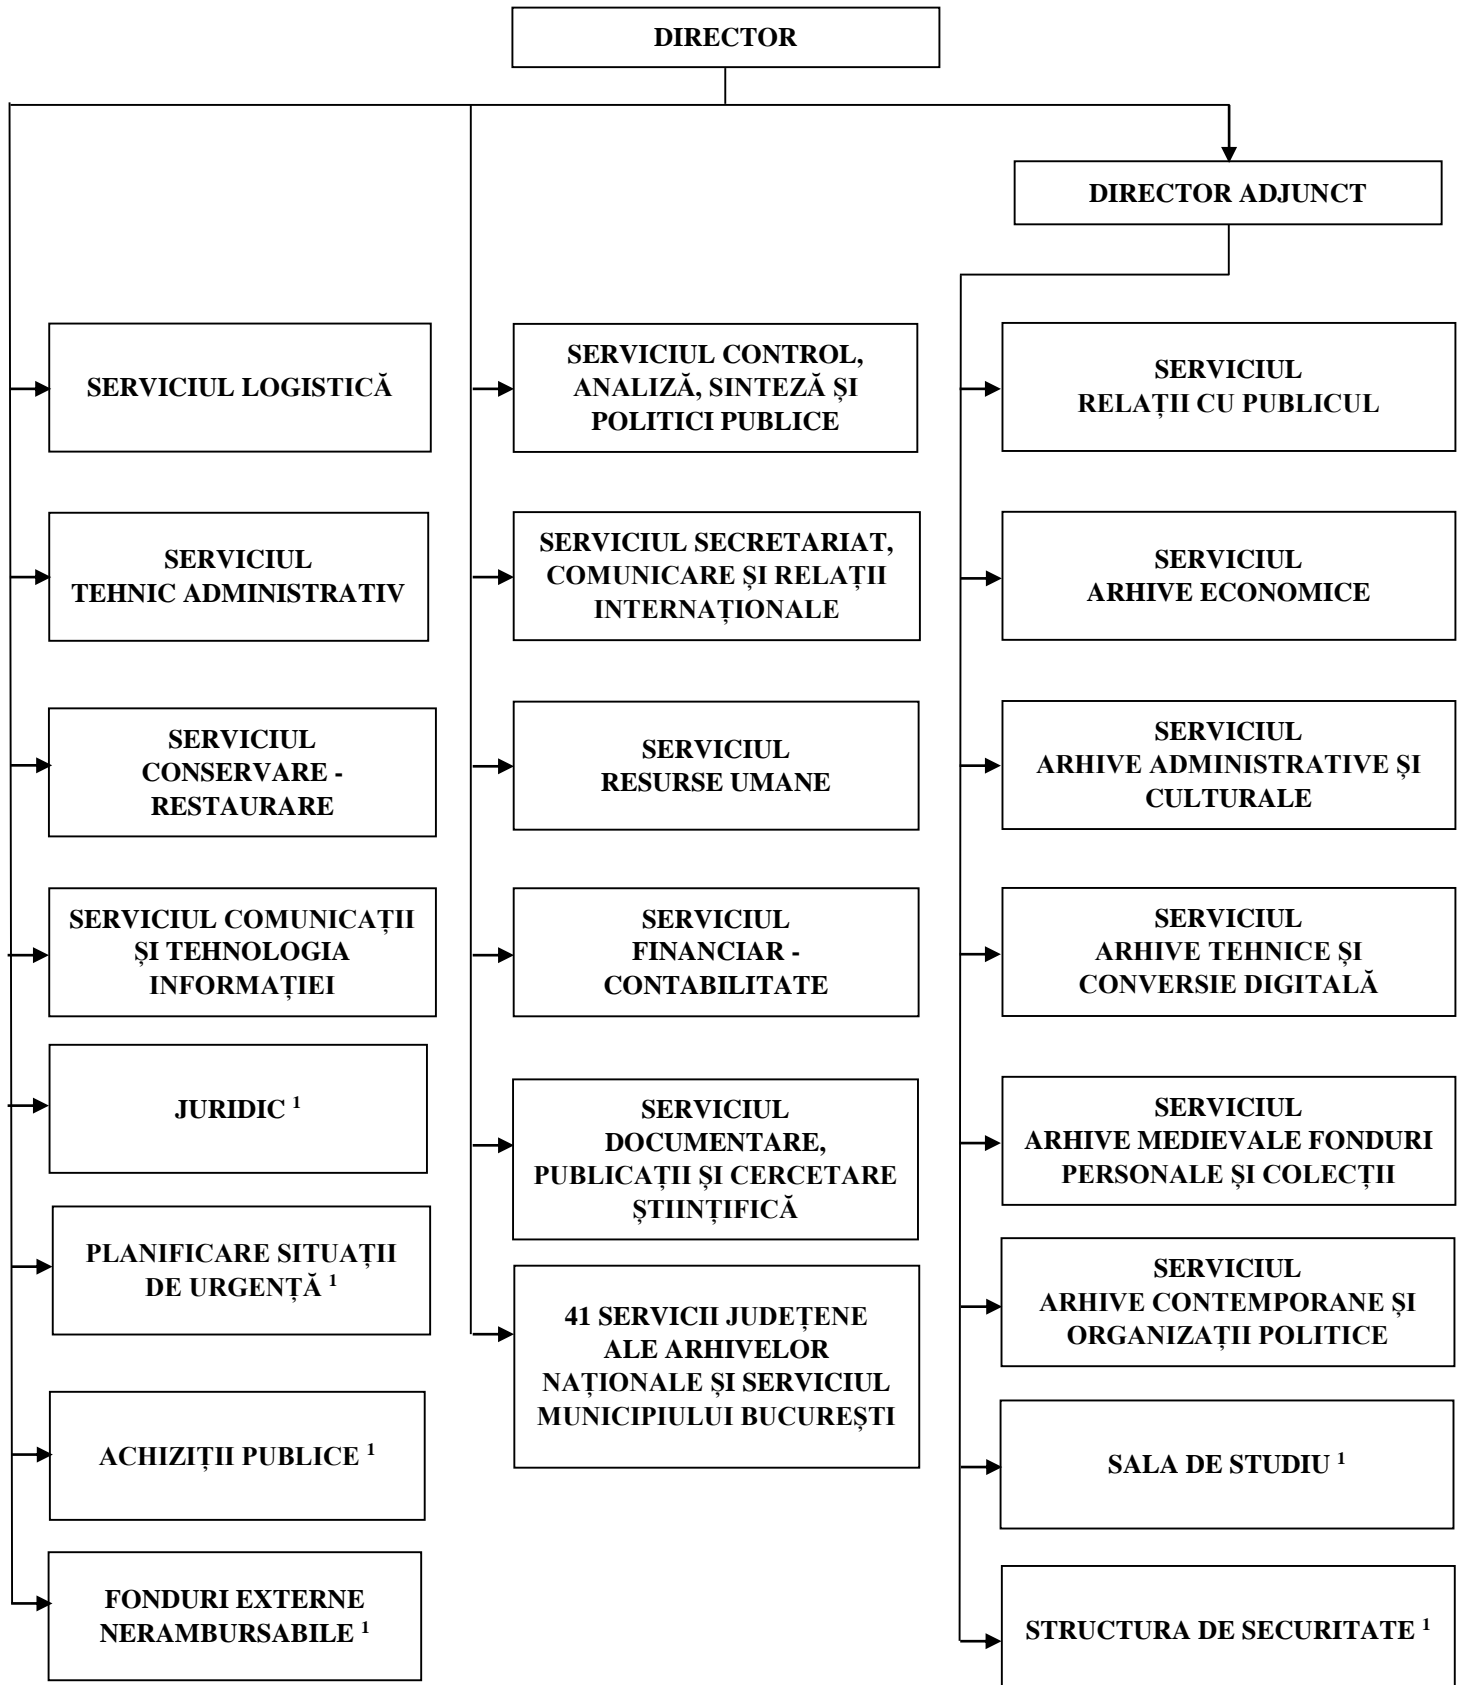 DIRECTOR
DIRECTOR ADJUNCT
SERVICIUL LOGISTICĂ
SERVICIUL
TEHNIC ADMINISTRATIV
SERVICIUL
CONSERVARE -
RESTAURARE
SERVICIUL COMUNICAȚII
ȘI TEHNOLOGIA
INFORMAȚIEI
JURIDIC ¹
PLANIFICARE SITUAȚII
DE URGENȚĂ ¹
ACHIZIȚII PUBLICE ¹
FONDURI EXTERNE
NERAMBURSABILE ¹
SERVICIUL CONTROL,
ANALIZĂ, SINTEZĂ ȘI
POLITICI PUBLICE
SERVICIUL SECRETARIAT,
COMUNICARE ȘI RELAȚII
INTERNAȚIONALE
SERVICIUL
RESURSE UMANE
SERVICIUL
FINANCIAR -
CONTABILITATE
SERVICIUL
DOCUMENTARE,
PUBLICAȚII ȘI CERCETARE
ȘTIINȚIFICĂ
41 SERVICII JUDEȚENE
ALE ARHIVELOR
NAȚIONALE ȘI SERVICIUL
MUNICIPIULUI BUCUREȘTI
SERVICIUL
RELAȚII CU PUBLICUL
SERVICIUL
ARHIVE ECONOMICE
SERVICIUL
ARHIVE ADMINISTRATIVE ȘI
CULTURALE
SERVICIUL
ARHIVE TEHNICE ȘI
CONVERSIE DIGITALĂ
SERVICIUL
ARHIVE MEDIEVALE FONDURI
PERSONALE ȘI COLECȚII
SERVICIUL
ARHIVE CONTEMPORANE ȘI
ORGANIZAȚII POLITICE
SALA DE STUDIU ¹
STRUCTURA DE SECURITATE ¹